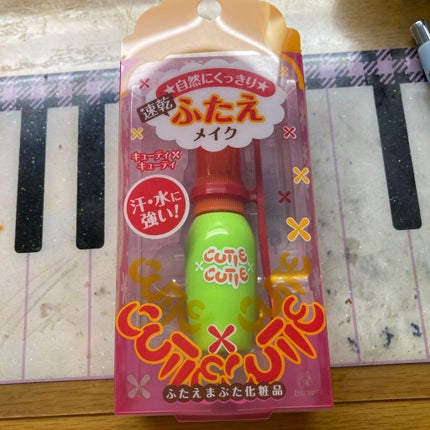 ★自然にくっきり★
速乾
ふたえ
メイク
キューティ×
キューティ
汗・水に
強い!
CUTIE
×CUTIE×
CUTIE×CUTIE
ふたえまぶた化粧品